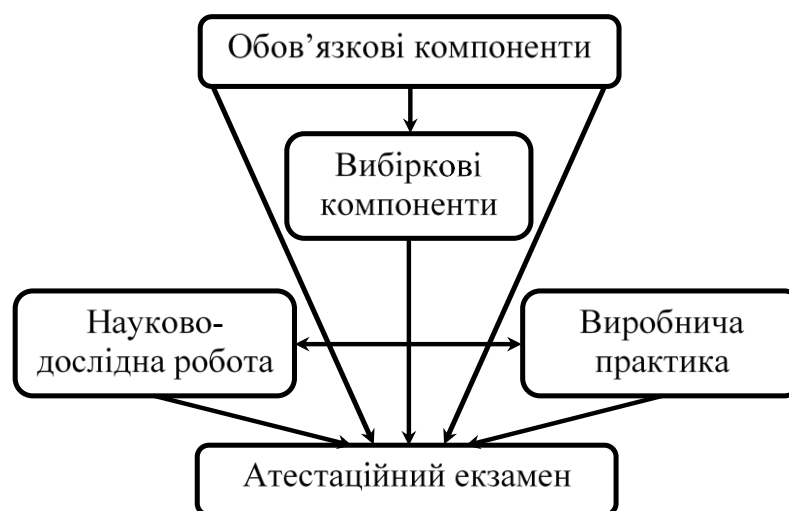 Обов’язкові компоненти
Вибіркові
компоненти
Науково-
дослідна робота
Виробнича
практика
Атестаційний екзамен